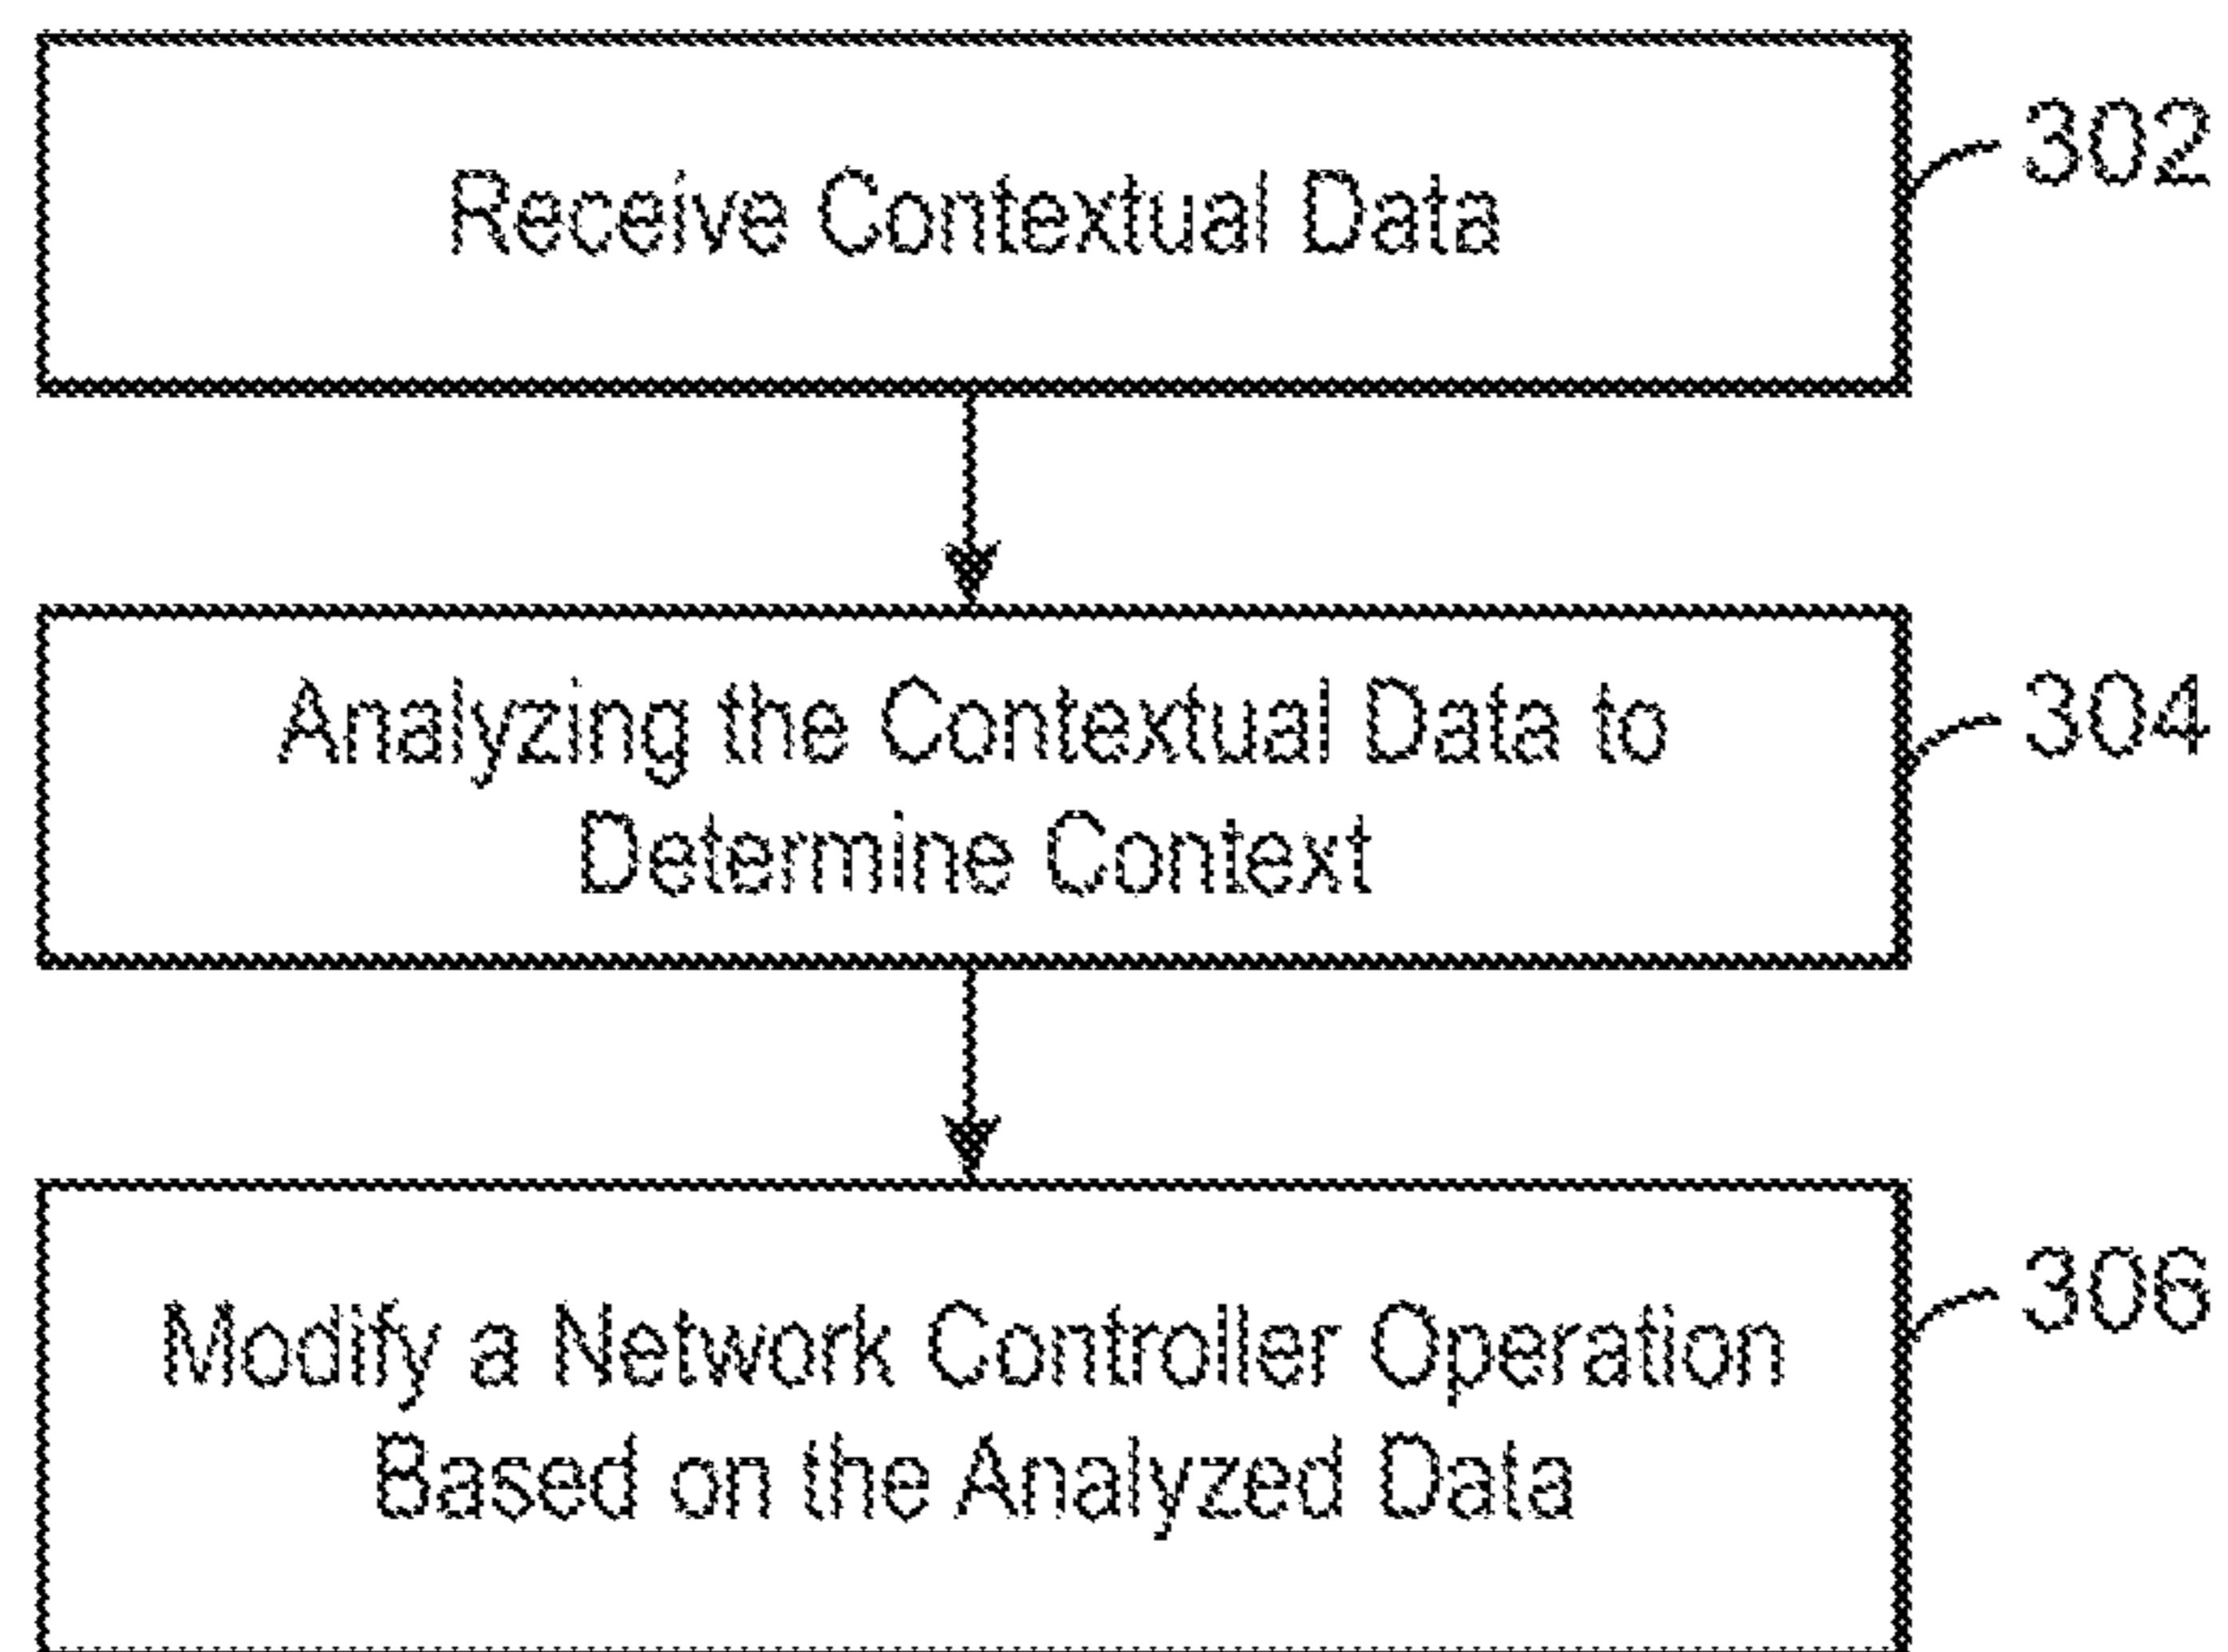 Receive Contextual Data
302
Analyzing the Contextual Data to
Determine Context
304
Modify a Network Controller Operation
Based on the Analyzed Data
306